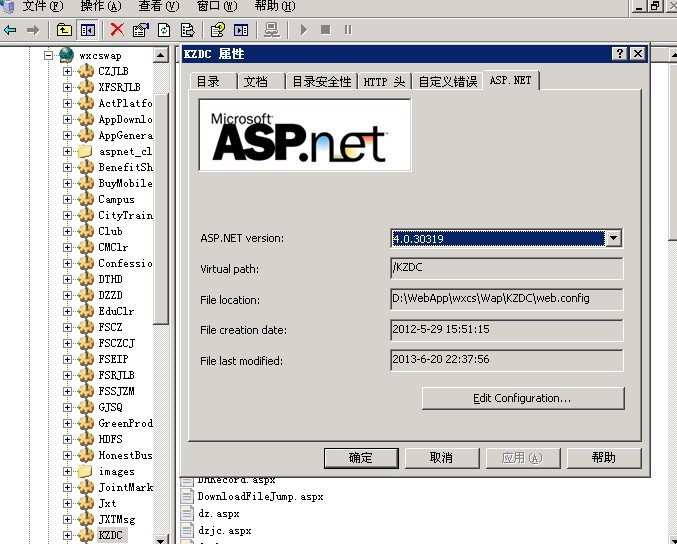 文件(F) 操作(A) 查看(V) 窗口(W) 帮助(H)
wxcswap
CZJLB
XFSRJLB
ActPlatfo
AppDownlo
AppGenera
aspnet_cl
BenefitSh
BuyMobile
Campus
CityTrain
Club
CMClr
Confessio
DTHD
DZZD
EduClr
FSCZ
FSCZCJ
FSEIP
FSRJLB
FSSJZM
GJSQ
GreenProd
HDFS
HonestBus
images
JointMark
Jxt
JXTMsg
KZDC
KZDC 属性
目录 文档 目录安全性 HTTP 头 自定义错误 ASP.NET
Microsoft
ASP.net
ASP.NET version: 4.0.30319
Virtual path: /KZDC
File location: D:\WebApp\wxcs\Wap\KZDC\web.config
File creation date: 2012-5-29 15:51:15
File last modified: 2013-6-20 22:37:56
Edit Configuration...
确定 取消 应用(A) 帮助
DownloadFileJump.aspx
dz.aspx
dzjc.aspx